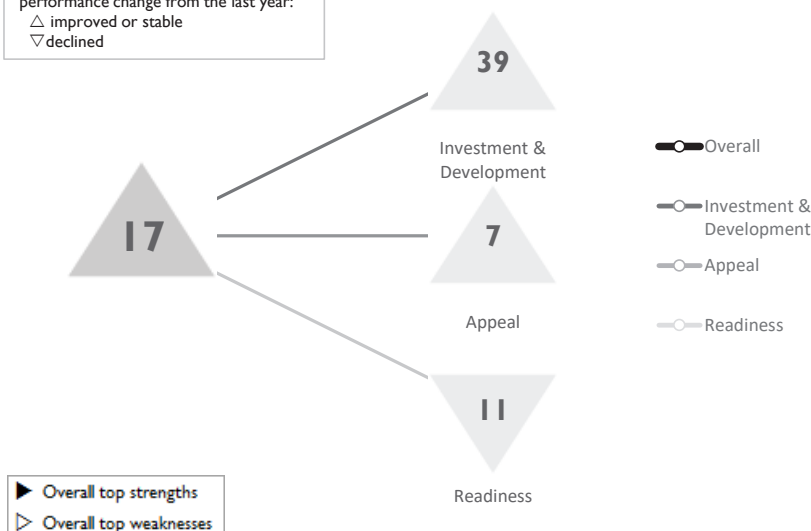 performance change from the last year:
△ improved or stable
▽ declined
39
Investment &
Development
17
7
Appeal
11
Readiness
Overall
Investment &
Development
Appeal
Readiness
▶ Overall top strengths
▷ Overall top weaknesses